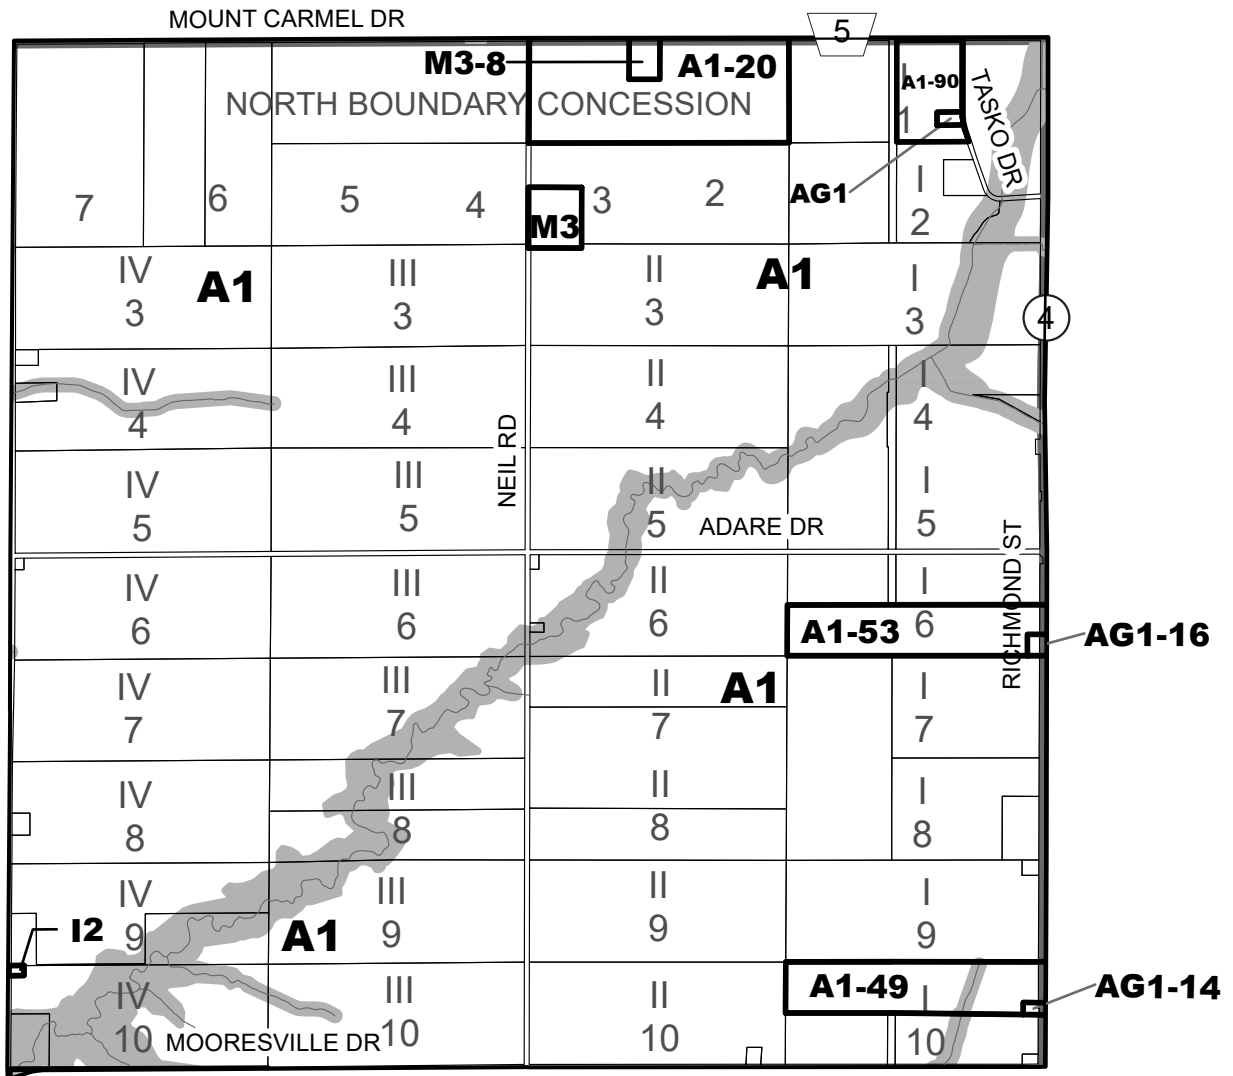 MOUNT CARMEL DR
5
M3-8
A1-20
A1-90
NORTH BOUNDARY CONCESSION
I
1
TASKO DR
AG1
7
6
5
4
3
2
I
2
M3
IV
3
A1
III
3
II
3
A1
I
3
4
IV
4
III
4
II
4
I
4
NEIL RD
IV
5
III
5
II
5
ADARE DR
I
5
RICHMOND ST
IV
6
III
6
II
6
A1-53
I
6
AG1-16
IV
7
III
7
II
7
A1
I
7
IV
8
III
8
II
8
I
8
I2
IV
9
A1
III
9
II
9
I
9
IV
10
MOORESVILLE DR
III
10
II
10
A1-49
I
10
AG1-14